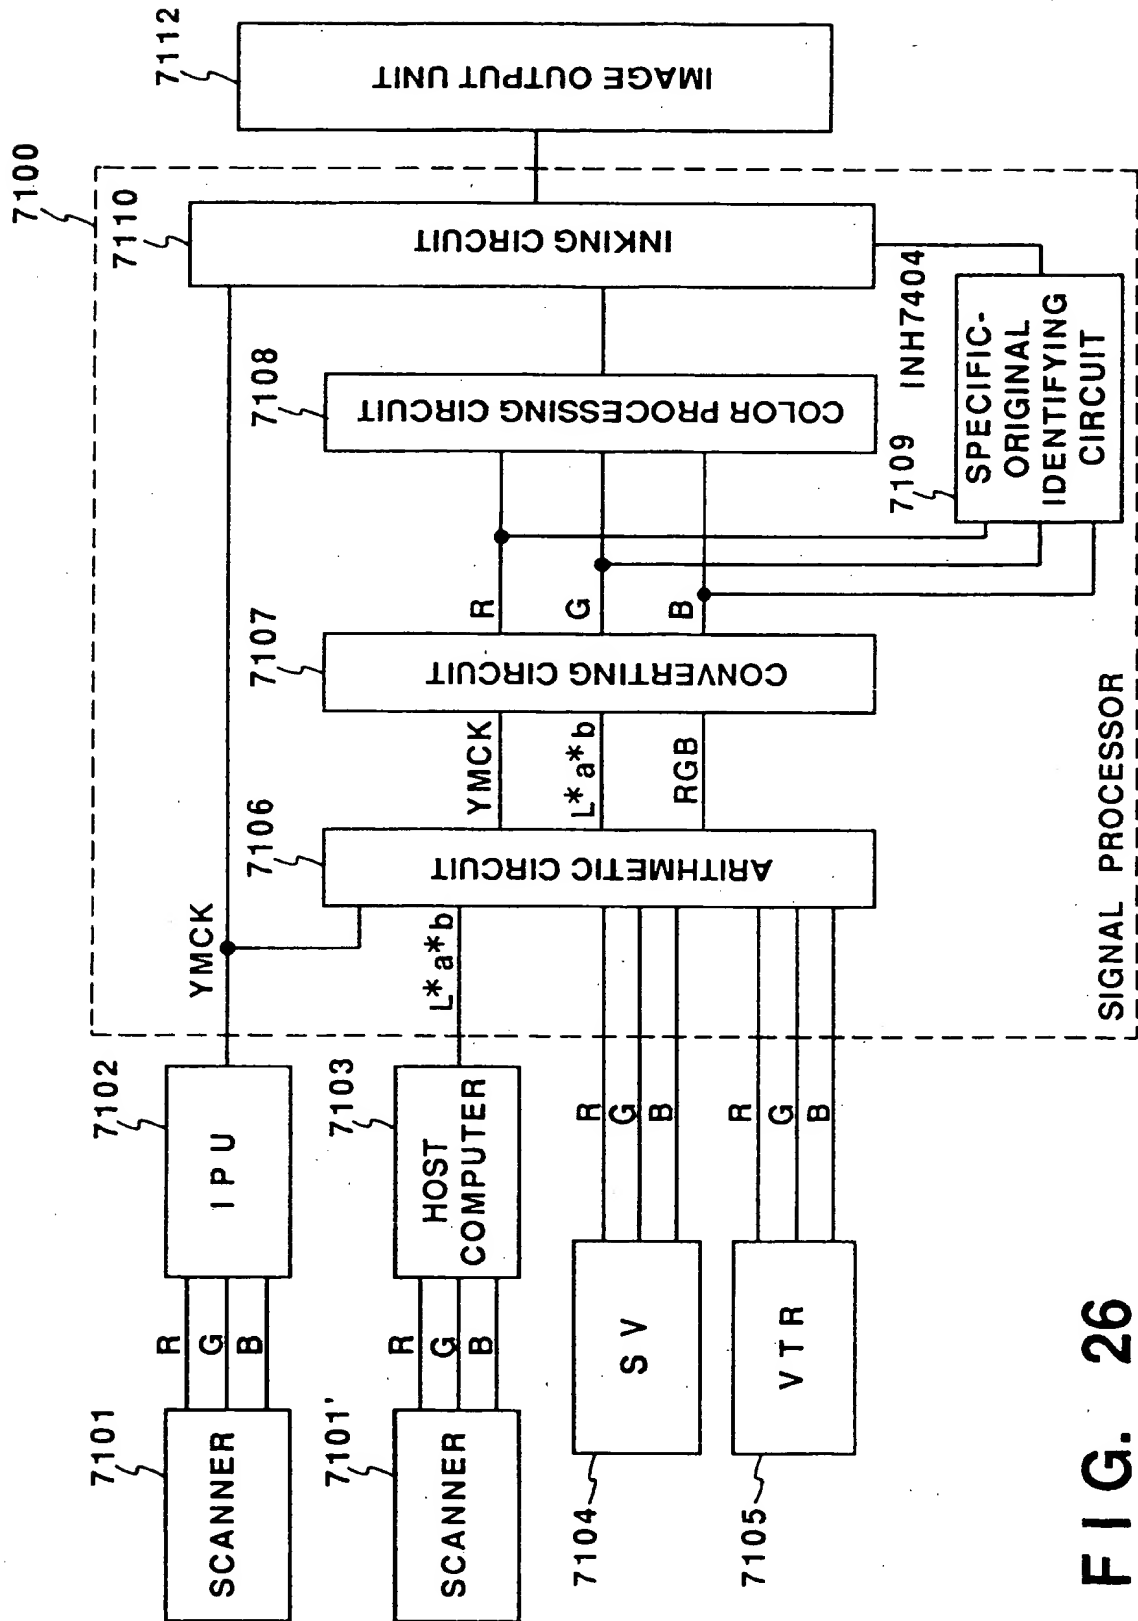 7100
7112
IMAGE OUTPUT UNIT
7110
INKING CIRCUIT
7108
COLOR PROCESSING CIRCUIT
INH7404
7109
SPECIFIC-
ORIGINAL
IDENTIFYING
CIRCUIT
R
G
B
7107
CONVERTING CIRCUIT
YMCK
L*a*b
RGB
7106
ARITHMETIC CIRCUIT
YMCK
L*a*b
SIGNAL PROCESSOR
7102
IPU
7103
HOST
COMPUTER
R
G
B
R
G
B
R
G
B
R
G
B
7101
SCANNER
7101'
SCANNER
7104
SV
7105
VTR
FIG. 26